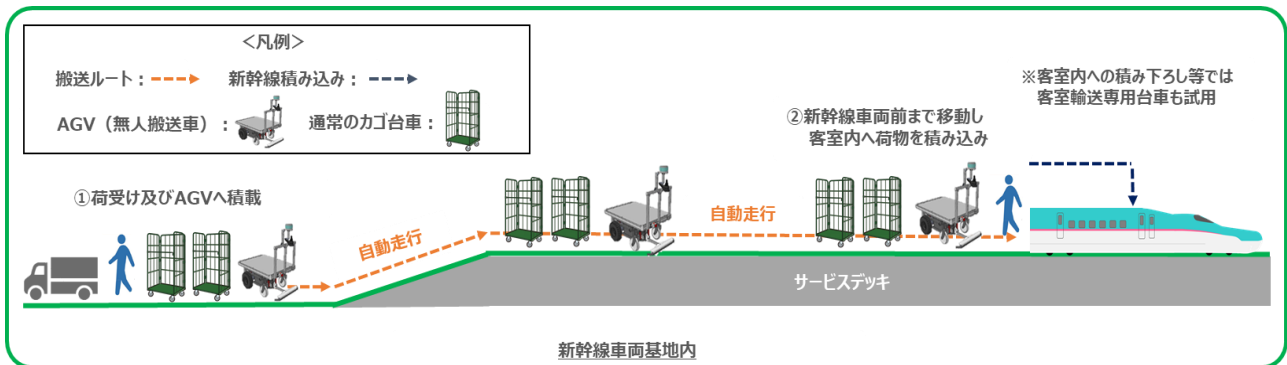 <凡例>
搬送ルート：
新幹線積み込み：
AGV（無人搬送車）：
通常のカゴ台車：
※客室内への積み下ろし等では
客室輸送専用台車も試用
②新幹線車両前まで移動し
客室内へ荷物を積み込み
①荷受け及びAGVへ積載
自動走行
自動走行
サービスデッキ
新幹線車両基地内